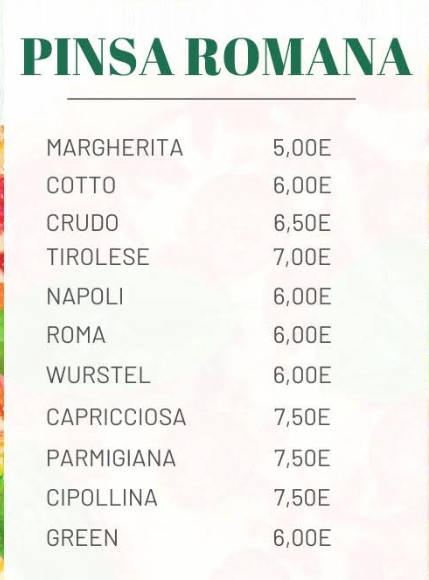 PINSA ROMANA
MARGHERITA 5,00E
COTTO 6,00E
CRUDO 6,50E
TIROLESE 7,00E
NAPOLI 6,00E
ROMA 6,00E
WURSTEL 6,00E
CAPRICCIOSA 7,50E
PARMIGIANA 7,50E
CIPOLLINA 7,50E
GREEN 6,00E